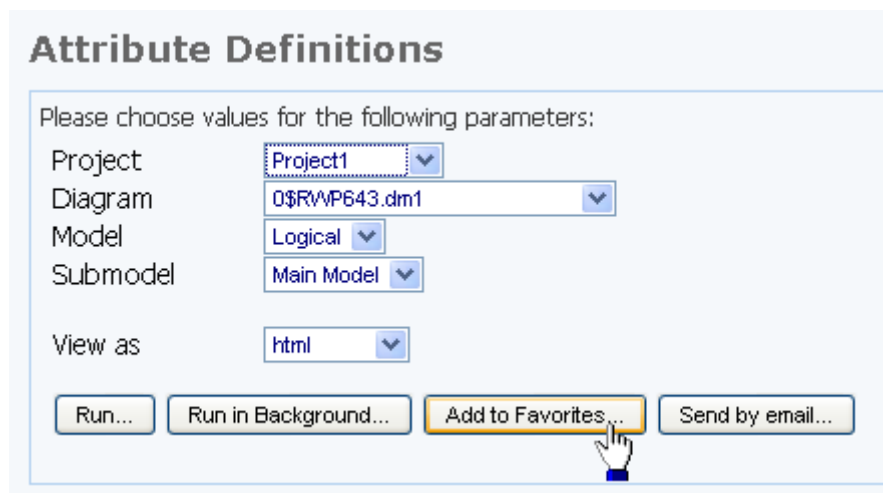 Attribute Definitions
Please choose values for the following parameters:
Project Project1
Diagram 0$RWP643.dm1
Model Logical
Submodel Main Model
View as html
Run... Run in Background... Add to Favorites... Send by email...